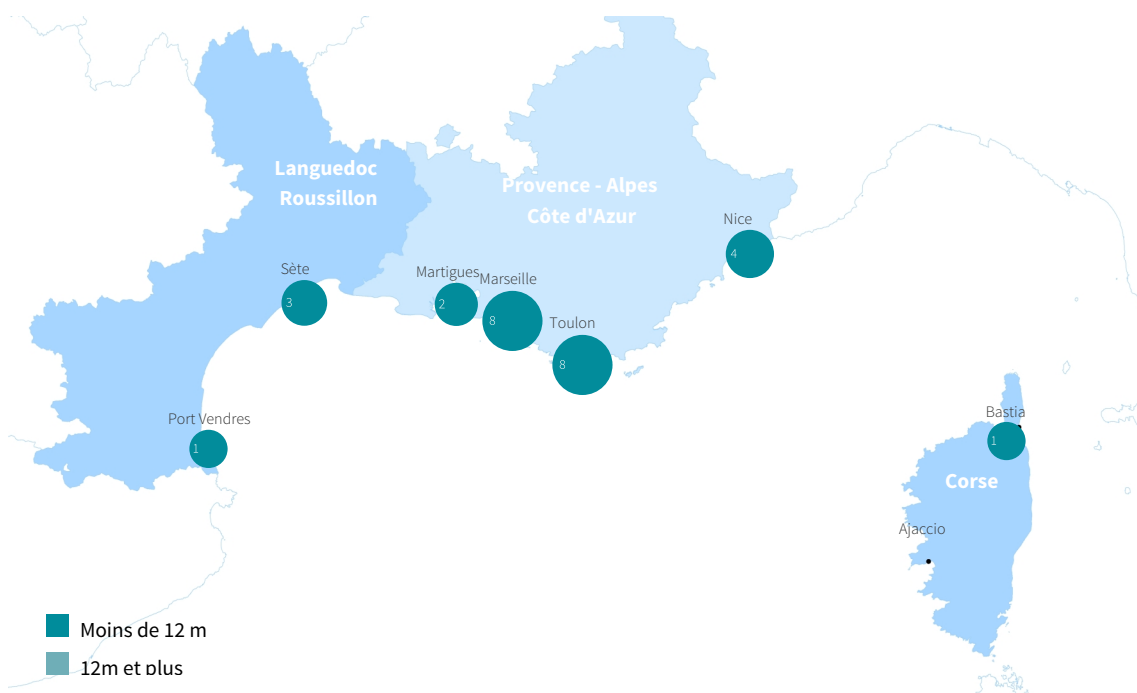 Languedoc
Roussillon
Provence - Alpes
Côte d'Azur
Nice
4
Sète
3
Martigues
2
Marseille
8
Toulon
8
Port Vendres
1
Bastia
1
Corse
Ajaccio
Moins de 12 m
12m et plus